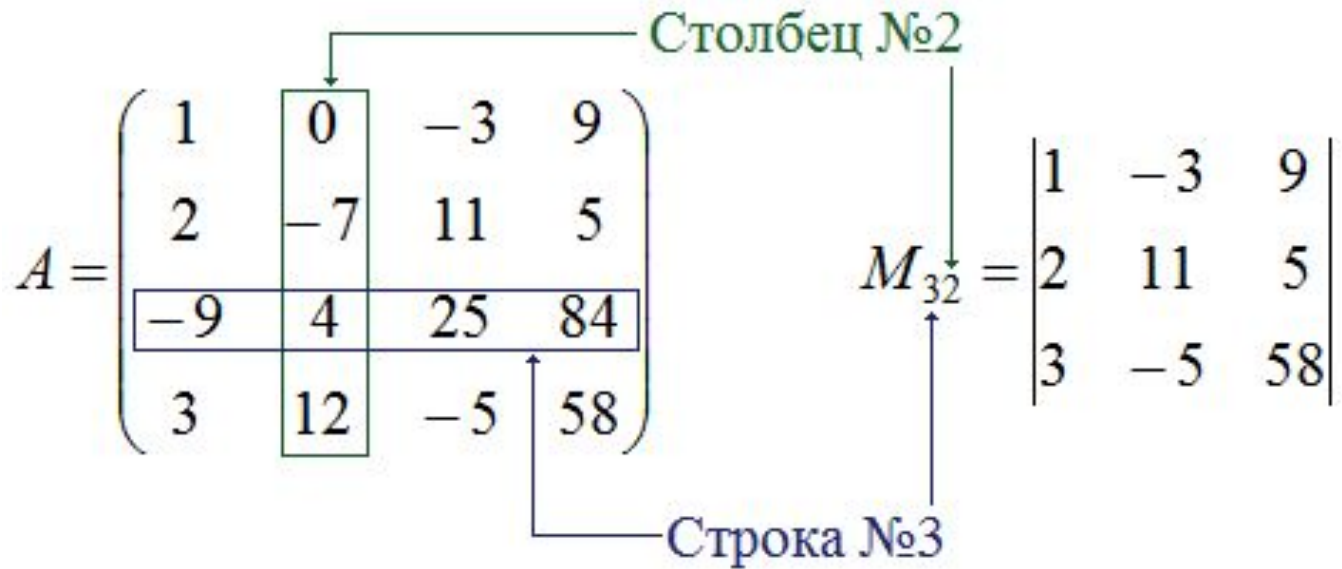 Столбец №2
A = ( 1 0 −3 9
2 −7 11 5
−9 4 25 84
3 12 −5 58 )
M₃₂ = | 1 −3 9
2 11 5
3 −5 58 |
Строка №3